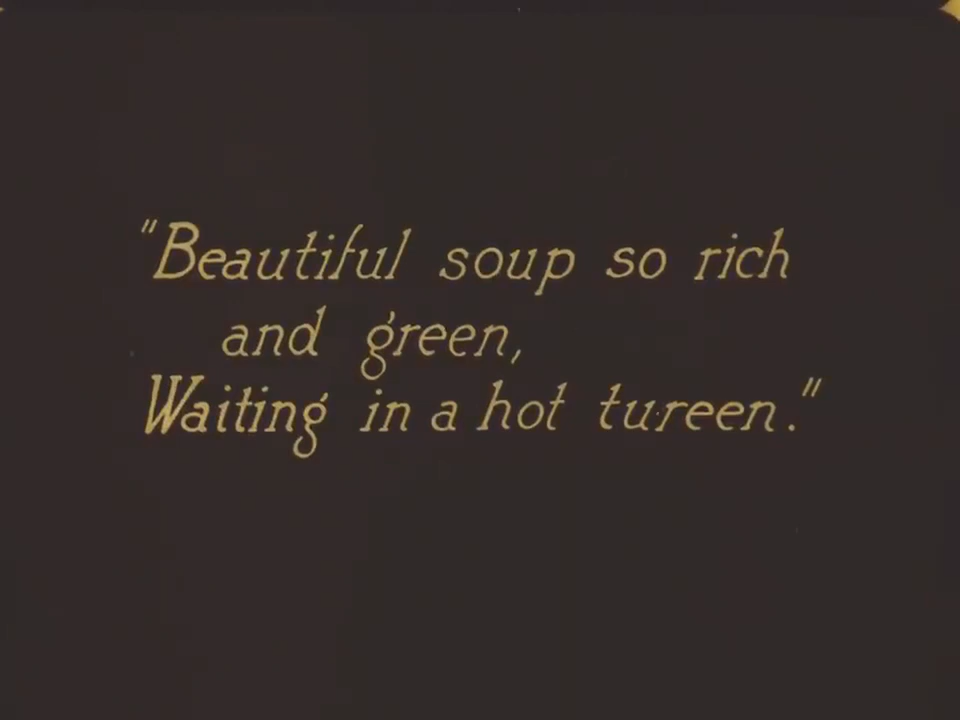 "Beautiful soup so rich
and green,
Waiting in a hot tureen."